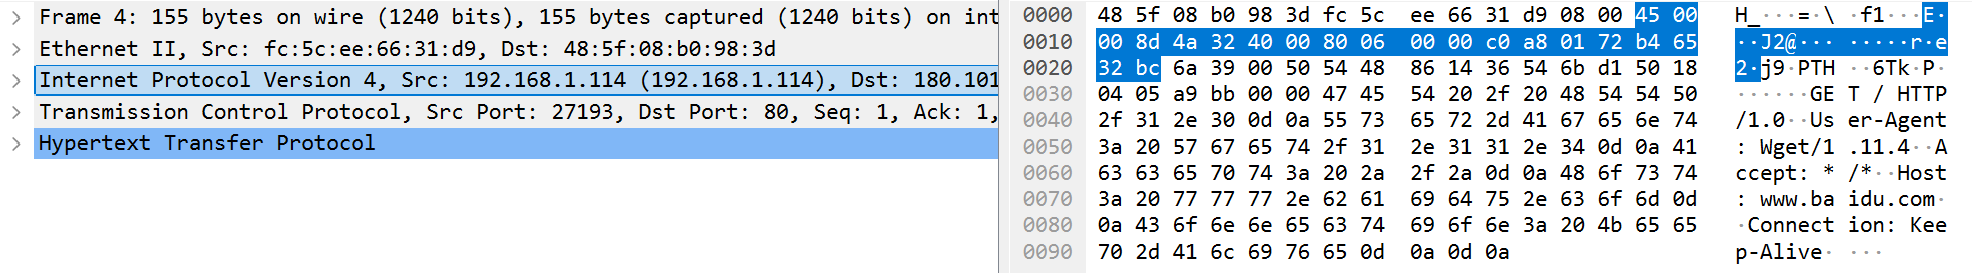 Frame 4: 155 bytes on wire (1240 bits), 155 bytes captured (1240 bits) on int
Ethernet II, Src: fc:5c:ee:66:31:d9, Dst: 48:5f:08:b0:98:3d
Internet Protocol Version 4, Src: 192.168.1.114 (192.168.1.114), Dst: 180.101
Transmission Control Protocol, Src Port: 27193, Dst Port: 80, Seq: 1, Ack: 1,
Hypertext Transfer Protocol
0000 48 5f 08 b0 98 3d fc 5c ee 66 31 d9 08 00 45 00 H_···=·\ ·f1···E·
0010 00 8d 4a 32 40 00 80 06 00 00 c0 a8 01 72 b4 65 ··J2@··· ·····r·e
0020 32 bc 6a 39 00 50 54 48 86 14 36 54 6b d1 50 18 2·j9·PTH ··6Tk·P·
0030 04 05 a9 bb 00 00 47 45 54 20 2f 20 48 54 54 50 ······GE T / HTTP
0040 2f 31 2e 30 0d 0a 55 73 65 72 2d 41 67 65 6e 74 /1.0··Us er-Agent
0050 3a 20 57 67 65 74 2f 31 2e 31 31 2e 34 0d 0a 41 : Wget/1 .11.4··A
0060 63 63 65 70 74 3a 20 2a 2f 2a 0d 0a 48 6f 73 74 ccept: * /*··Host
0070 3a 20 77 77 77 2e 62 61 69 64 75 2e 63 6f 6d 0d : www.ba idu.com·
0080 0a 43 6f 6e 6e 65 63 74 69 6f 6e 3a 20 4b 65 65 ·Connect ion: Kee
0090 70 2d 41 6c 69 76 65 0d 0a 0d 0a p-Alive· ···